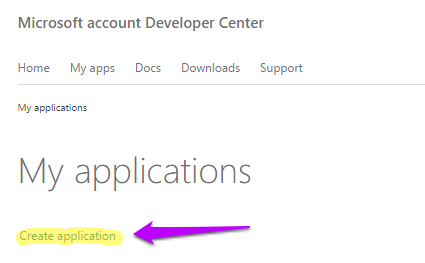 Microsoft account Developer Center
Home My apps Docs Downloads Support
My applications
My applications
Create application